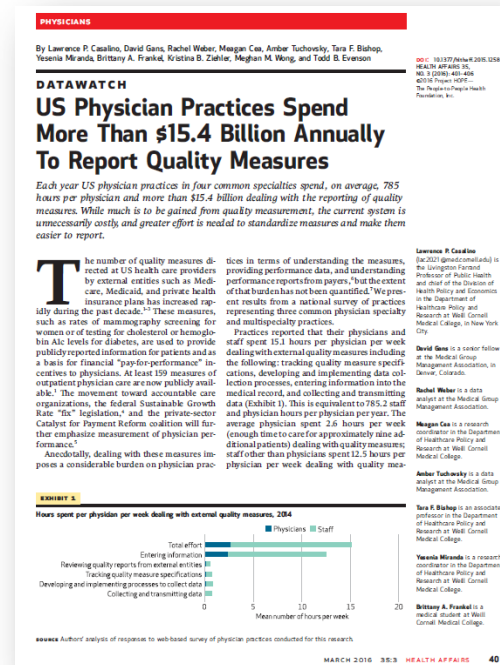 PHYSICIANS
By Lawrence P. Casalino, David Gans, Rachel Weber, Meagan Cea, Amber Tuchovsky, Tara F. Bishop,
Yesenia Miranda, Brittany A. Frankel, Kristina B. Ziehler, Meghan M. Wong, and Todd B. Evenson
DATAWATCH
US Physician Practices Spend
More Than $15.4 Billion Annually
To Report Quality Measures
Each year US physician practices in four common specialties spend, on average, 785
hours per physician and more than $15.4 billion dealing with the reporting of quality
measures. While much is to be gained from quality measurement, the current system is
unnecessarily costly, and greater effort is needed to standardize measures and make them
easier to report.
The number of quality measures di-
rected at US health care providers
by external entities such as Medi-
care, Medicaid, and private health
insurance plans has increased rap-
idly during the past decade.1-3 These measures,
such as rates of mammography screening for
women or of testing for cholesterol or hemoglo-
bin A1c levels for diabetes, are used to provide
publicly reported information for patients and as
a basis for financial "pay-for-performance" in-
centives to physicians. At least 159 measures of
outpatient physician care are now publicly avail-
able.1 The movement toward accountable care
organizations, the federal Sustainable Growth
Rate "fix" legislation,4 and the private-sector
Catalyst for Payment Reform coalition will fur-
ther emphasize measurement of physician per-
formance.5
Anecdotally, dealing with these measures im-
poses a considerable burden on physician prac-
tices in terms of understanding the measures,
providing performance data, and understanding
performance reports from payers,6 but the extent
of that burden has not been quantified.7 We pres-
ent results from a national survey of practices
representing three common physician specialty
and multispecialty practices.
Practices reported that their physicians and
staff spent 15.1 hours per physician per week
dealing with external quality measures including
the following: tracking quality measure specifi-
cations, developing and implementing data col-
lection processes, entering information into the
medical record, and collecting and transmitting
data (Exhibit 1). This is equivalent to 785.2 staff
and physician hours per physician per year. The
average physician spent 2.6 hours per week
(enough time to care for approximately nine ad-
ditional patients) dealing with quality measures;
staff other than physicians spent 12.5 hours per
physician per week dealing with quality mea-
EXHIBIT 1
Hours spent per physician per week dealing with external quality measures, 2014
Physicians Staff
Total effort
Entering information
Reviewing quality reports from external entities
Tracking quality measure specifications
Developing and implementing processes to collect data
Collecting and transmitting data
0 5 10 15 20
Mean number of hours per week
SOURCE Authors' analysis of responses to web-based survey of physician practices conducted for this research.
DOI: 10.1377/hlthaff.2015.1258
HEALTH AFFAIRS 35,
NO. 3 (2016): 401-406
©2016 Project HOPE—
The People-to-People Health
Foundation, Inc.
Lawrence P. Casalino
(lac2021@med.cornell.edu) is
the Livingston Farrand
Professor of Public Health
and chief of the Division of
Health Policy and Economics
in the Department of
Healthcare Policy and
Research at Weill Cornell
Medical College, in New York
City.
David Gans is a senior fellow
at the Medical Group
Management Association, in
Denver, Colorado.
Rachel Weber is a data
analyst at the Medical Group
Management Association.
Meagan Cea is a research
coordinator in the Department
of Healthcare Policy and
Research at Weill Cornell
Medical College.
Amber Tuchovsky is a data
analyst at the Medical Group
Management Association.
Tara F. Bishop is an associate
professor in the Department
of Healthcare Policy and
Research at Weill Cornell
Medical College.
Yesenia Miranda is a research
coordinator in the Department
of Healthcare Policy and
Research at Weill Cornell
Medical College.
Brittany A. Frankel is a
medical student at Weill
Cornell Medical College.
MARCH 2016 35:3 HEALTH AFFAIRS 40